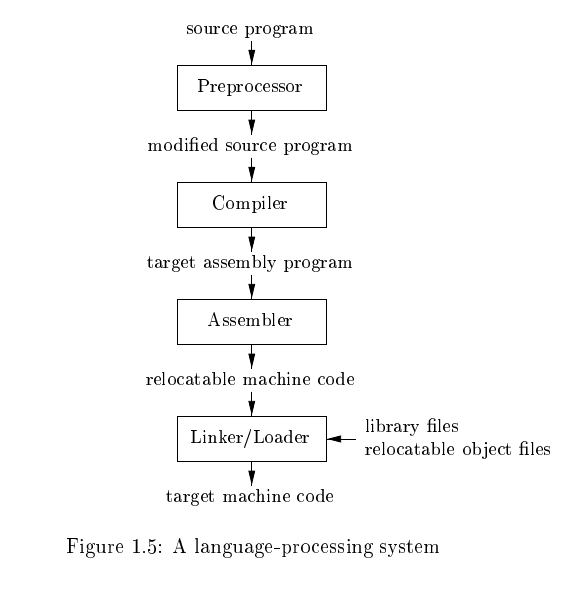 source program
Preprocessor
modified source program
Compiler
target assembly program
Assembler
relocatable machine code
Linker/Loader
library files
relocatable object files
target machine code
Figure 1.5: A language-processing system